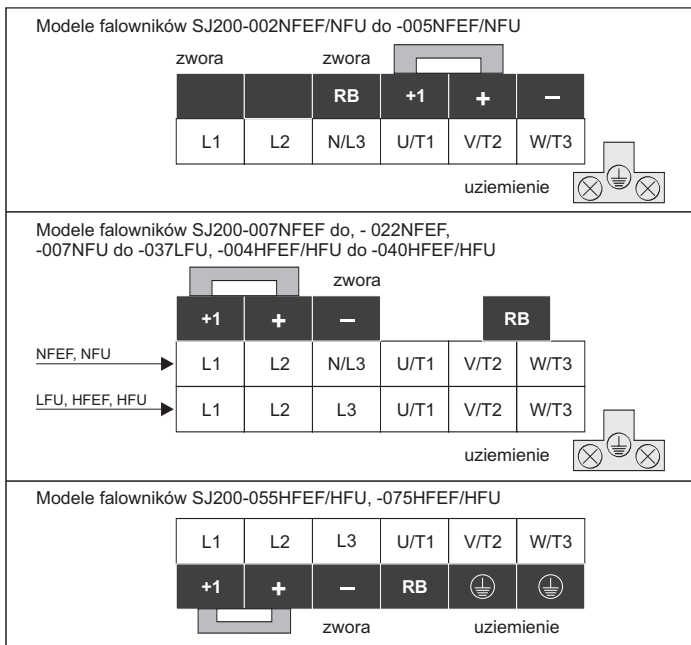 Modele falowników SJ200-002NFEF/NFU do -005NFEF/NFU
zwora zwora
RB +1 + –
L1 L2 N/L3 U/T1 V/T2 W/T3
uziemienie
Modele falowników SJ200-007NFEF do, - 022NFEF,
-007NFU do -037LFU, -004HFEF/HFU do -040HFEF/HFU
zwora
+1 + – RB
NFEF, NFU L1 L2 N/L3 U/T1 V/T2 W/T3
LFU, HFEF, HFU L1 L2 L3 U/T1 V/T2 W/T3
uziemienie
Modele falowników SJ200-055HFEF/HFU, -075HFEF/HFU
L1 L2 L3 U/T1 V/T2 W/T3
+1 + – RB
zwora uziemienie